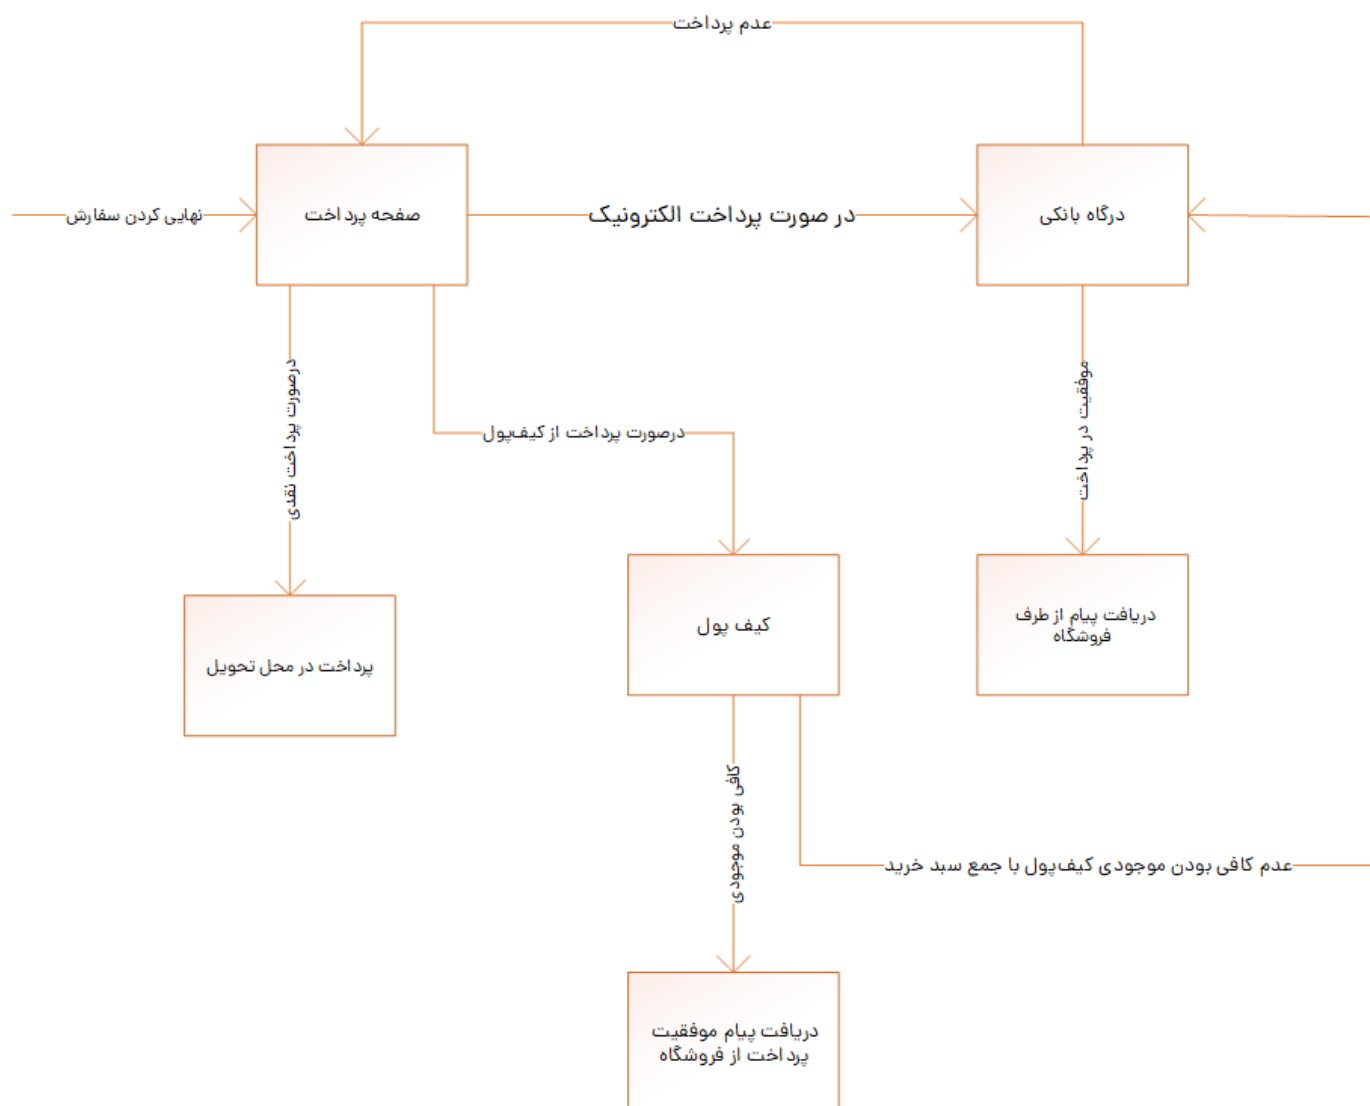 عدم پرداخت
نهایی کردن سفارش
صفحه پرداخت
در صورت پرداخت الکترونیک
درگاه بانکی
درصورت پرداخت نقدی
درصورت پرداخت از کیف‌پول
موفقیت در پرداخت
پرداخت در محل تحویل
کیف پول
دریافت پیام از طرف
فروشگاه
کافی بودن موجودی
عدم کافی بودن موجودی کیف‌پول با جمع سبد خرید
دریافت پیام موفقیت
پرداخت از فروشگاه